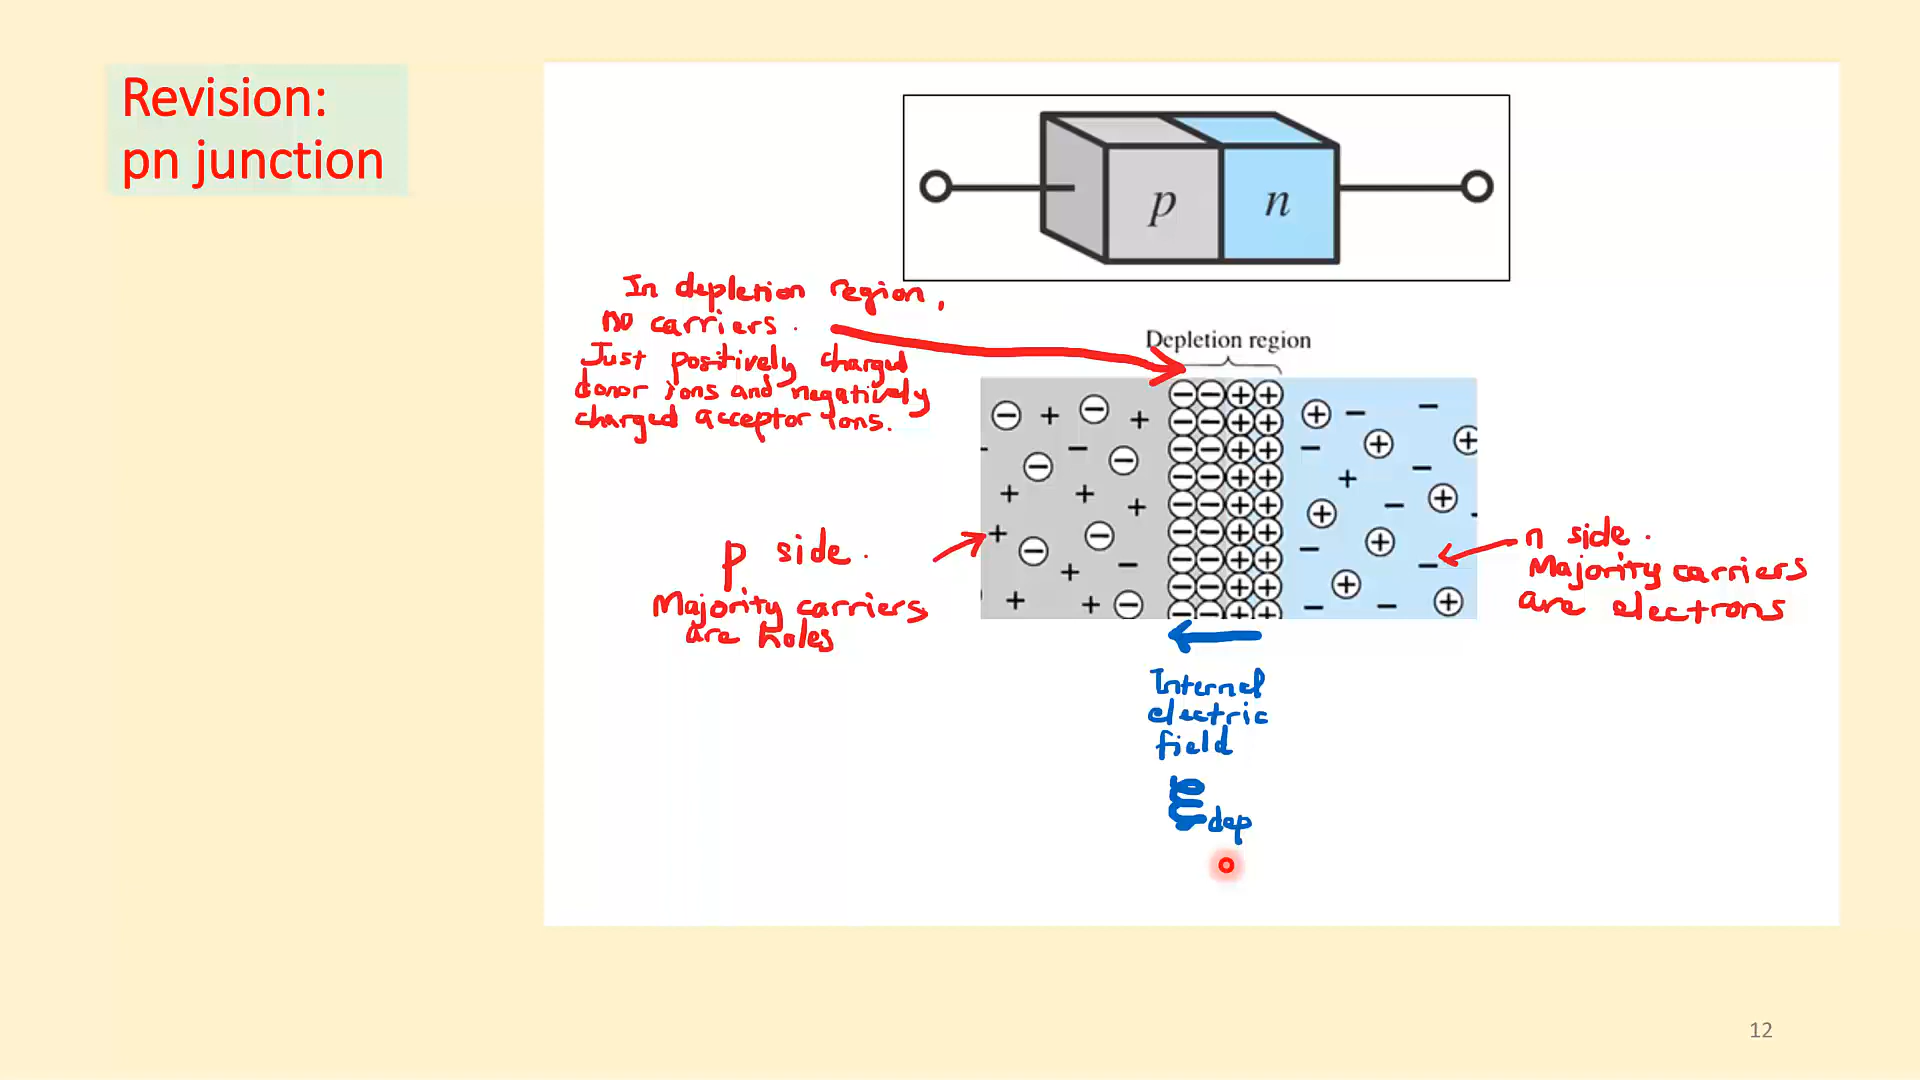 Revision:
pn junction
p
n
In depletion region,
no carriers.
Just positively charged
donor ions and negatively
charged acceptor ions.
Depletion region
p side.
Majority carriers
are holes
n side.
Majority carriers
are electrons
Internal
electric
field
ξdep
12